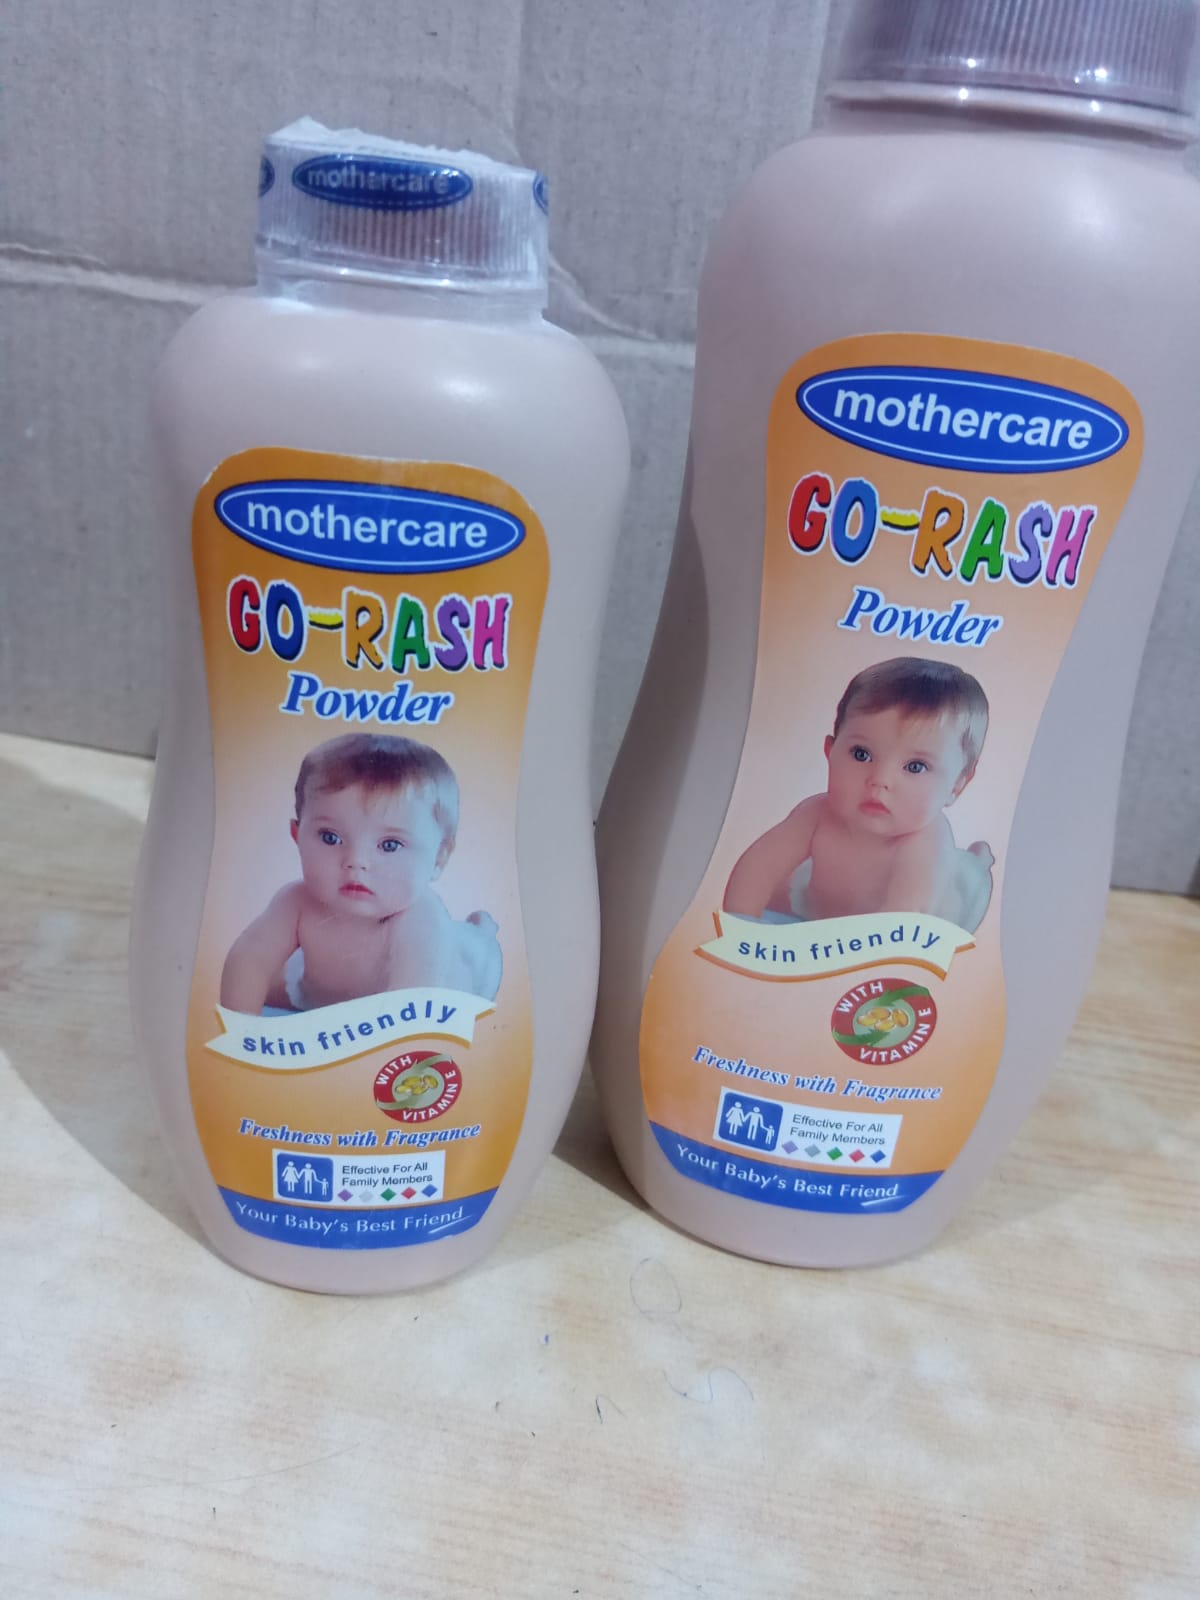 mothercare
mothercare
GO-RASH
Powder
skin friendly
WITH
VITAMIN E
Freshness with Fragrance
Effective For All
Family Members
Your Baby's Best Friend
mothercare
GO-RASH
Powder
skin friendly
WITH
VITAMIN E
Freshness with Fragrance
Effective For All
Family Members
Your Baby's Best Friend